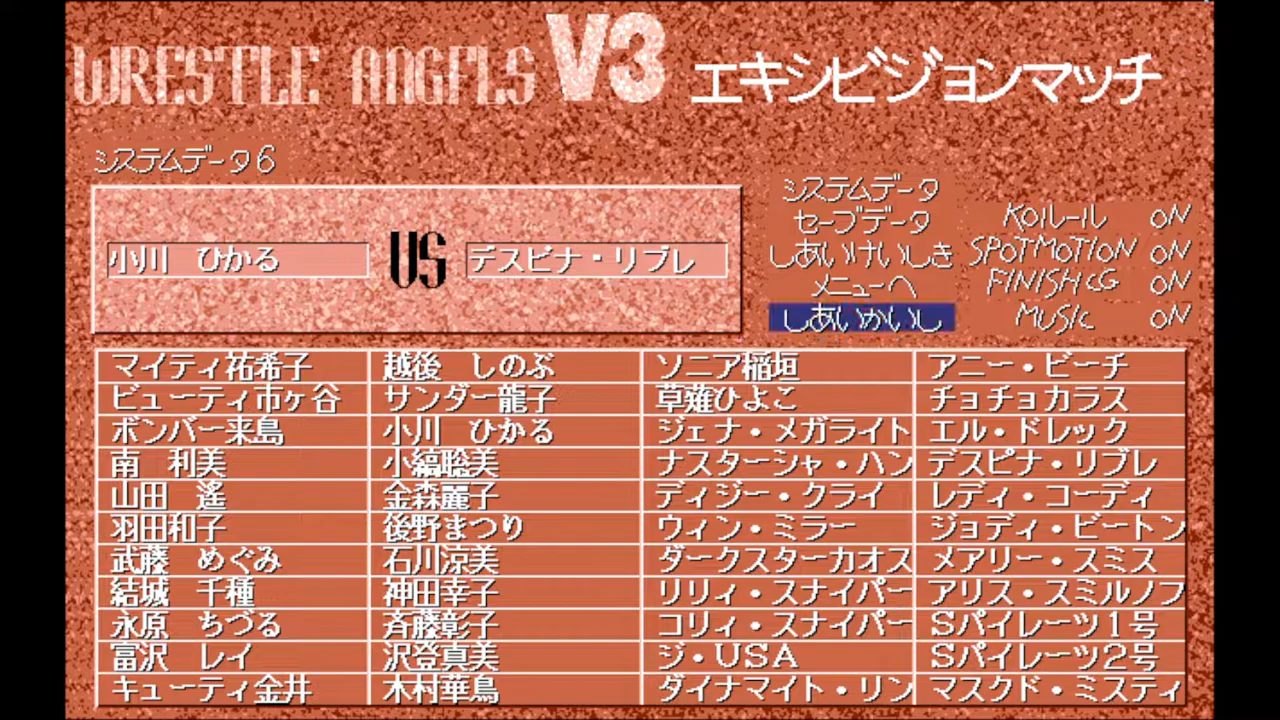 WRESTLE ANGELS V3 エキシビジョンマッチ
システムデータ6
小川　ひかる VS デスピナ・リブレ
システムデータ
セーブデータ
しあいけいしき
メニューへ
しあいかいし
KOルール ON
SPOTMOTION ON
FINISHCG ON
MUSIC ON
マイティ祐希子 越後　しのぶ ソニア稲垣 アニー・ビーチ
ビューティ市ヶ谷 サンダー龍子 草薙ひよこ チョチョカラス
ボンバー来島 小川　ひかる ジェナ・メガライト エル・ドレック
南　利美 小縞聡美 ナスターシャ・ハン デスピナ・リブレ
山田　遙 金森麗子 ディジー・クライ レディ・コーディ
羽田和子 後野まつり ウィン・ミラー ジョディ・ビートン
武藤　めぐみ 石川涼美 ダークスターカオス メアリー・スミス
結城　千種 神田幸子 リリィ・スナイパー アリス・スミルノフ
永原　ちづる 斉藤彰子 コリィ・スナイパー Sパイレーツ1号
富沢　レイ 沢登真美 ジ・USA Sパイレーツ2号
キューティ金井 木村華鳥 ダイナマイト・リン マスクド・ミスティ